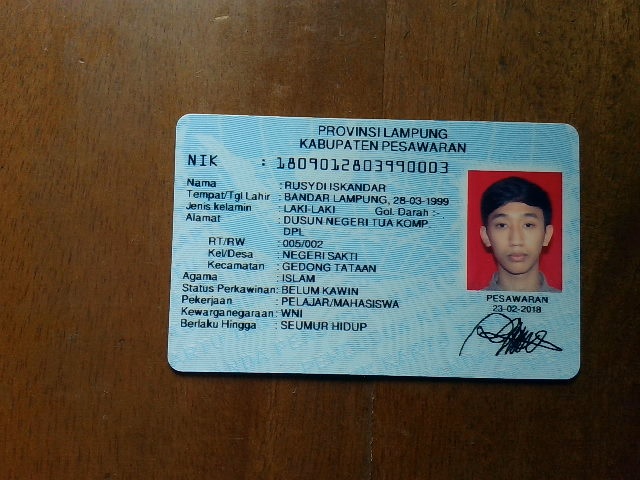 PROVINSI LAMPUNG
KABUPATEN PESAWARAN
NIK : 1809012803990003
Nama : RUSYDI ISKANDAR
Tempat/Tgl Lahir : BANDAR LAMPUNG, 28-03-1999
Jenis kelamin : LAKI-LAKI Gol. Darah :-
Alamat : DUSUN NEGERI TUA KOMP.
DPL
RT/RW : 005/002
Kel/Desa : NEGERI SAKTI
Kecamatan : GEDONG TATAAN
Agama : ISLAM
Status Perkawinan: BELUM KAWIN
Pekerjaan : PELAJAR/MAHASISWA
Kewarganegaraan: WNI
Berlaku Hingga : SEUMUR HIDUP
PESAWARAN
23-02-2018